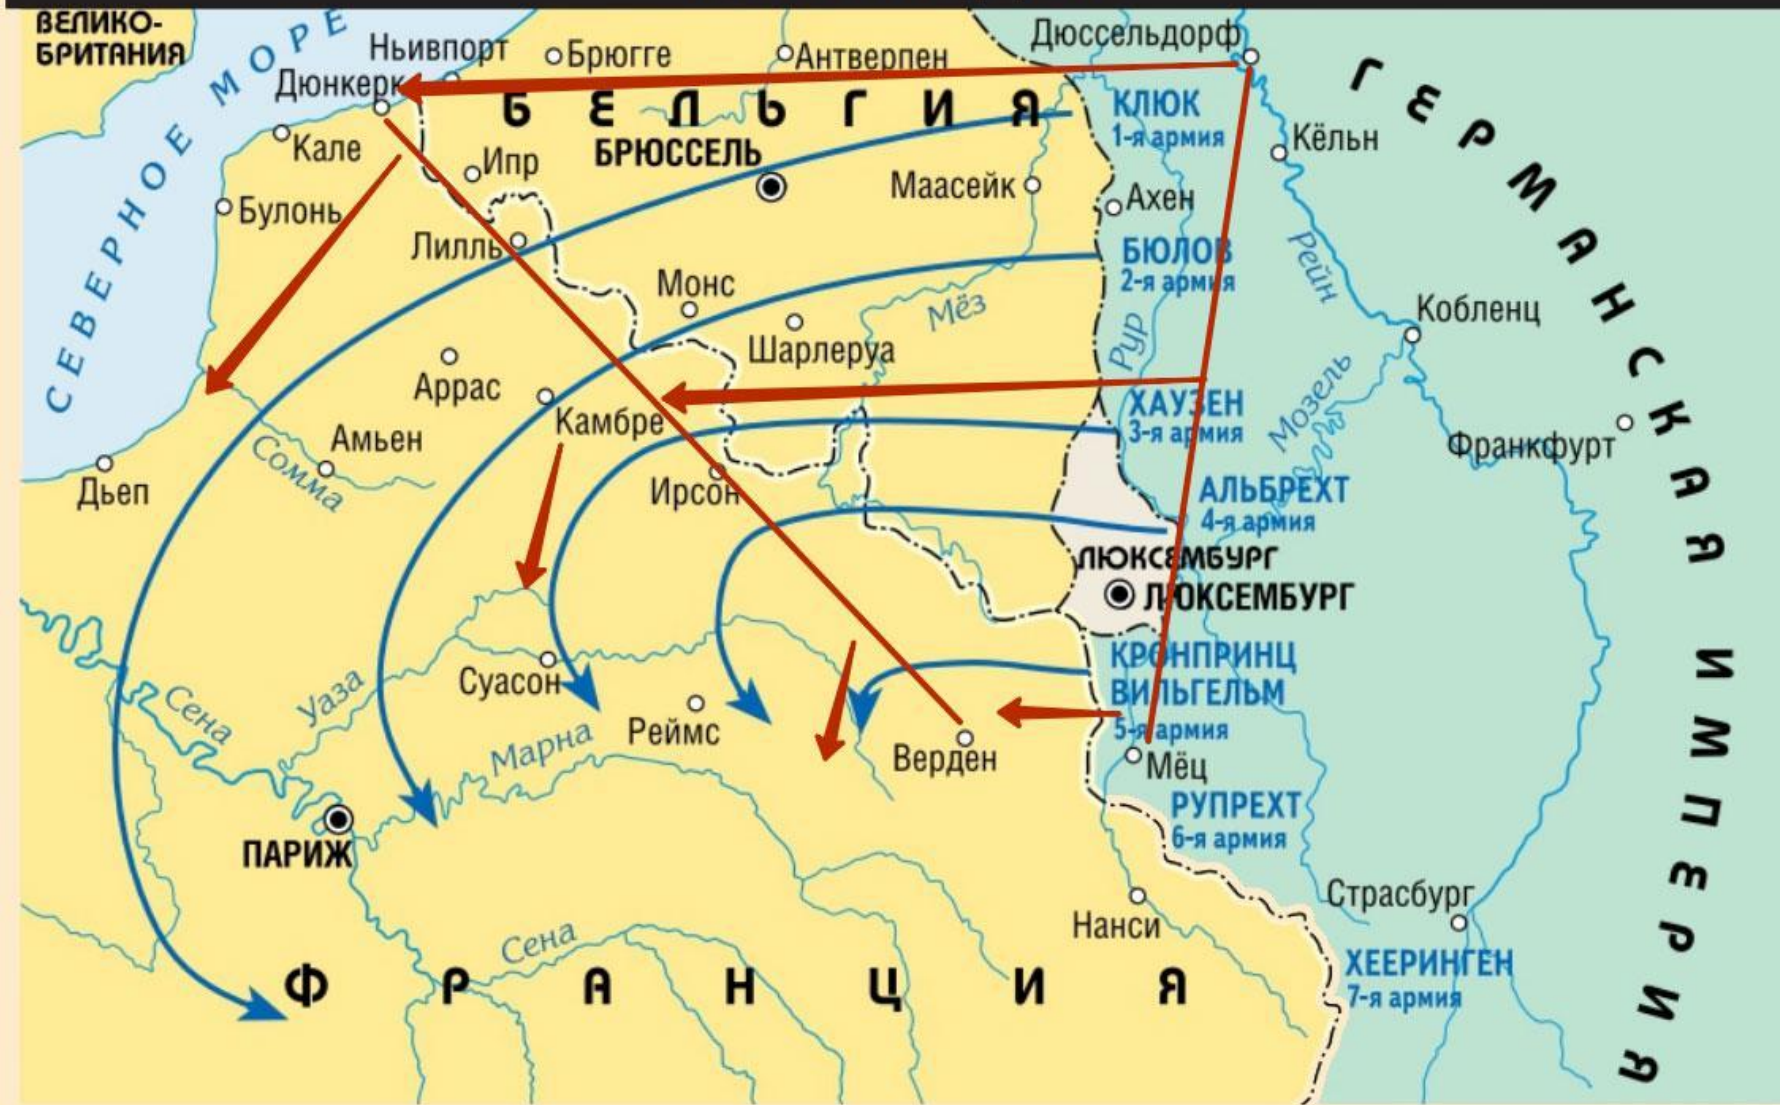 ВЕЛИКО-
БРИТАНИЯ
СЕВЕРНОЕ МОРЕ
Ньивпорт
Брюгге
Антверпен
Дюссельдорф
Дюнкерк
БЕЛЬГИЯ
КЛЮК
1-я армия
ГЕРМАНСКАЯ ИМПЕРИЯ
Кале
Ипр
БРЮССЕЛЬ
Маасейк
Кёльн
Ахен
Булонь
Лилль
БЮЛОВ
2-я армия
Рейн
Монс
Мёз
Рур
Кобленц
Шарлеруа
Аррас
Камбре
ХАУЗЕН
3-я армия
Мозель
Франкфурт
Амьен
Сомма
Дьеп
Ирсон
АЛЬБРЕХТ
4-я армия
ЛЮКСЕМБУРГ
ЛЮКСЕМБУРГ
КРОНПРИНЦ
ВИЛЬГЕЛЬМ
5-я армия
Суасон
Уаза
Сена
Реймс
Марна
Верден
Мёц
РУПРЕХТ
6-я армия
ПАРИЖ
Нанси
Страсбург
Сена
ФРАНЦИЯ
ХЕЕРИНГЕН
7-я армия